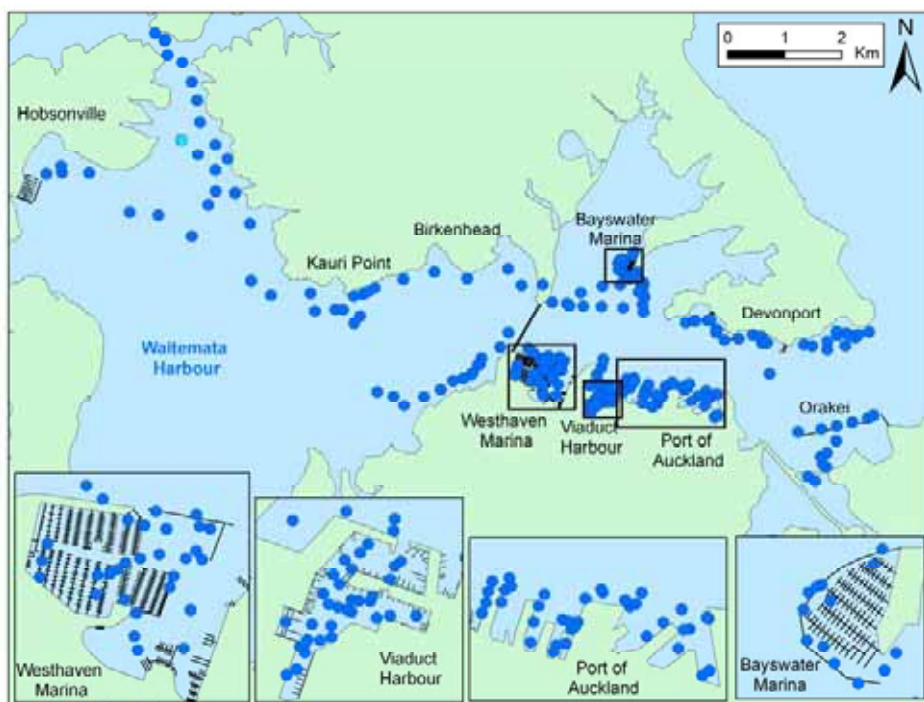 N
0 1 2
Km
Hobsonville
Birkenhead
Bayswater
Marina
Kauri Point
Devonport
Waitemata
Harbour
Westhaven
Marina
Viaduct
Harbour
Port of
Auckland
Orakei
Westhaven
Marina
Viaduct
Harbour
Port of
Auckland
Bayswater
Marina